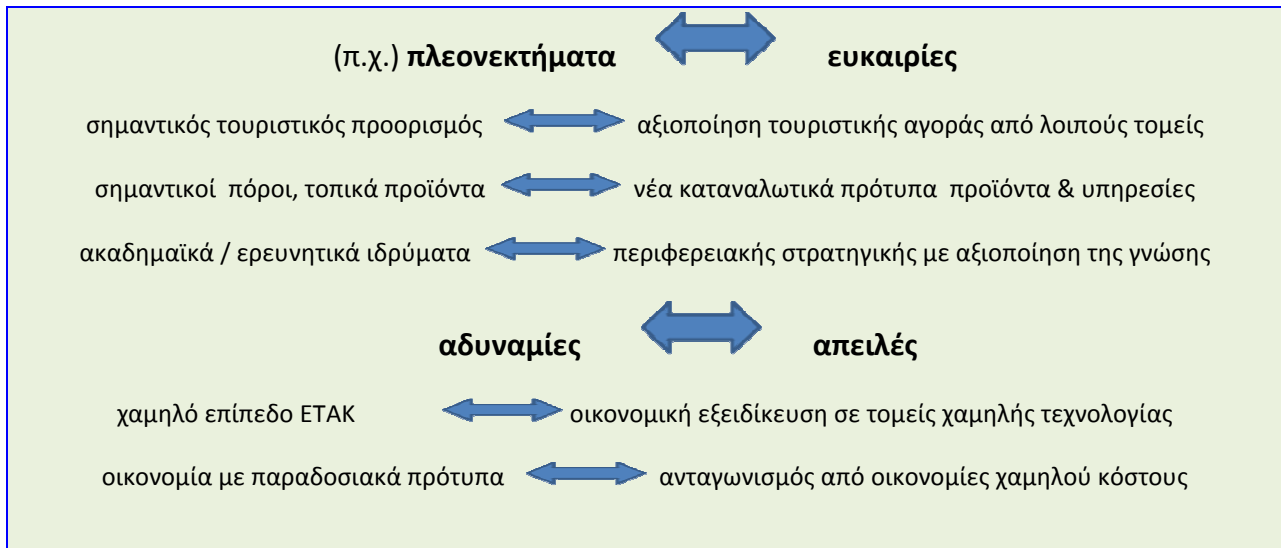 (π.χ.) πλεονεκτήματα ευκαιρίες
σημαντικός τουριστικός προορισμός αξιοποίηση τουριστικής αγοράς από λοιπούς τομείς
σημαντικοί πόροι, τοπικά προϊόντα νέα καταναλωτικά πρότυπα προϊόντα & υπηρεσίες
ακαδημαϊκά / ερευνητικά ιδρύματα περιφερειακής στρατηγικής με αξιοποίηση της γνώσης
αδυναμίες απειλές
χαμηλό επίπεδο ΕΤΑΚ οικονομική εξειδίκευση σε τομείς χαμηλής τεχνολογίας
οικονομία με παραδοσιακά πρότυπα ανταγωνισμός από οικονομίες χαμηλού κόστους